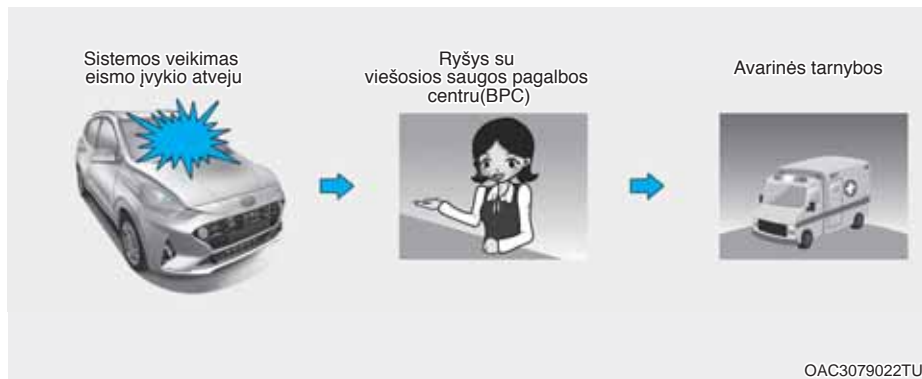 Sistemos veikimas
eismo įvykio atveju
Ryšys su
viešosios saugos pagalbos
centru(BPC)
Avarinės tarnybos
OAC3079022TU